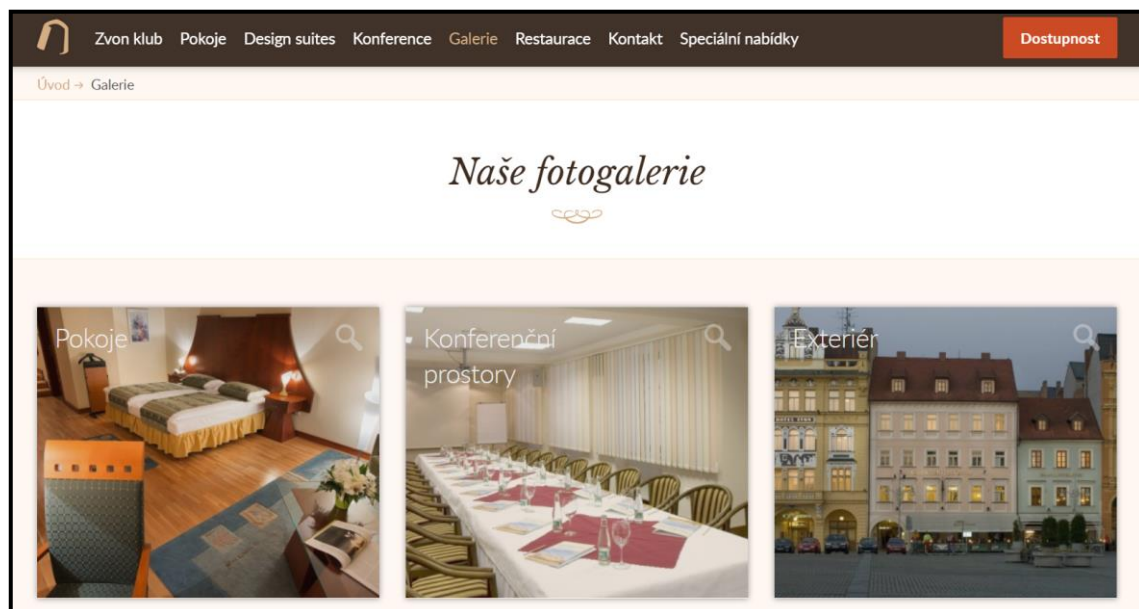 Zvon klub Pokoje Design suites Konference Galerie Restaurace Kontakt Speciální nabídky Dostupnost
Úvod → Galerie
Naše fotogalerie
Pokoje
Konferenční
prostory
Exteriér